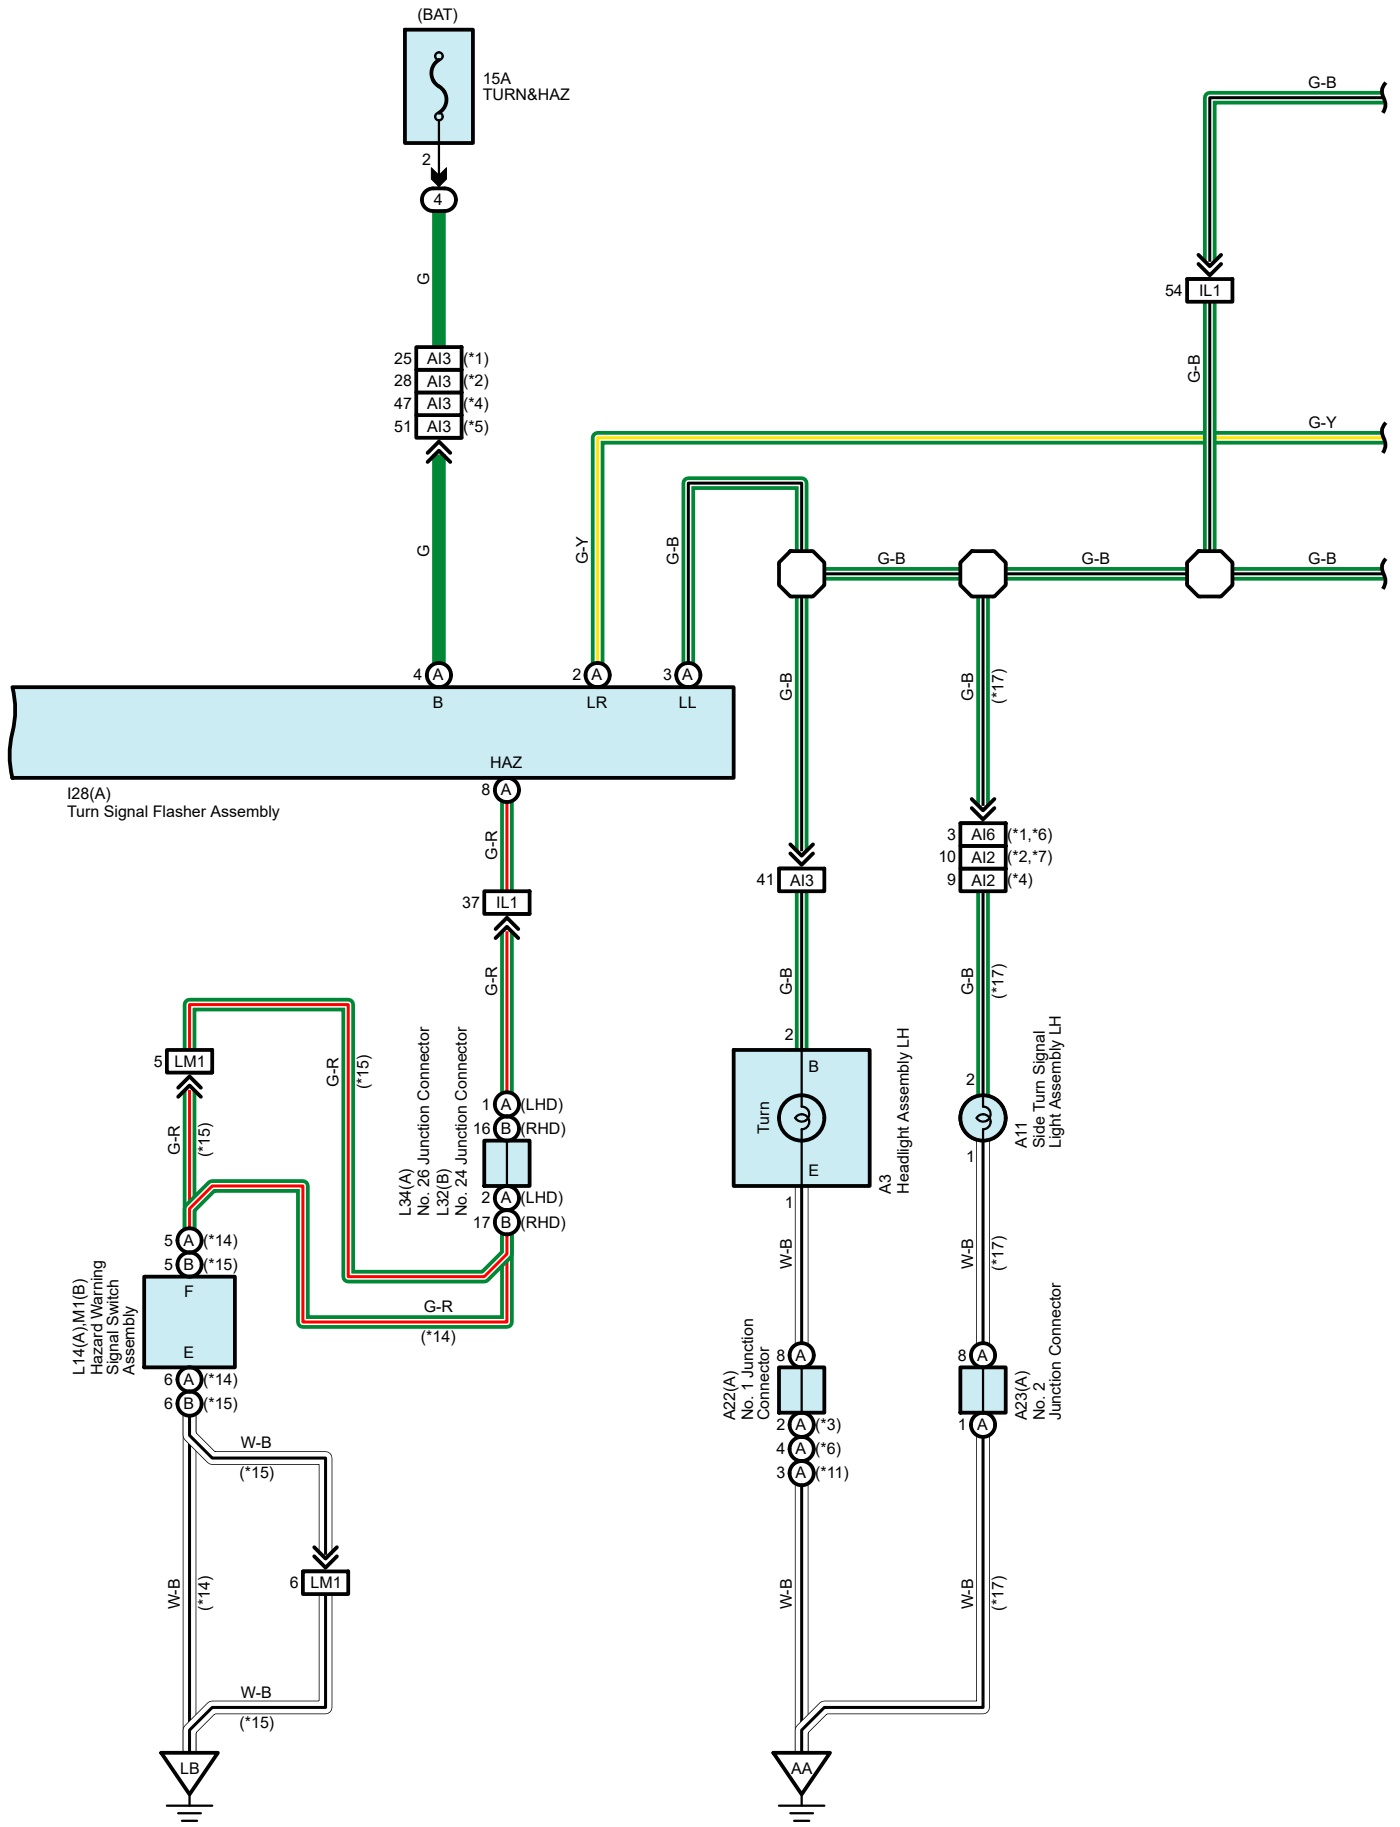 (BAT)
15A
TURN&HAZ
2
4
G
25 AI3 (*1)
28 AI3 (*2)
47 AI3 (*4)
51 AI3 (*5)
G
G-B
54 IL1
G-B
G-Y
G-Y
G-B
G-B
G-B
G-B
4 A
2 A
3 A
B
LR
LL
HAZ
I28(A)
Turn Signal Flasher Assembly
8 A
G-R
37 IL1
G-R
G-B
41 AI3
G-B
G-B
(*17)
3 AI6 (*1,*6)
10 AI2 (*2,*7)
9 AI2 (*4)
G-B
(*17)
5 LM1
G-R
(*15)
G-R
(*15)
1 A (LHD)
16 B (RHD)
L34(A)
No. 26 Junction Connector
L32(B)
No. 24 Junction Connector
2 A (LHD)
17 B (RHD)
G-R
(*14)
5 A (*14)
5 B (*15)
F
E
L14(A),M1(B)
Hazard Warning
Signal Switch
Assembly
6 A (*14)
6 B (*15)
W-B
(*15)
W-B
(*14)
6 LM1
W-B
(*15)
LB
2
B
Turn
E
A3
Headlight Assembly LH
1
W-B
8 A
A22(A)
No. 1 Junction
Connector
2 A (*3)
4 A (*6)
3 A (*11)
W-B
AA
2
A11
Side Turn Signal
Light Assembly LH
1
W-B
(*17)
8 A
A23(A)
No. 2
Junction Connector
1 A
W-B
(*17)